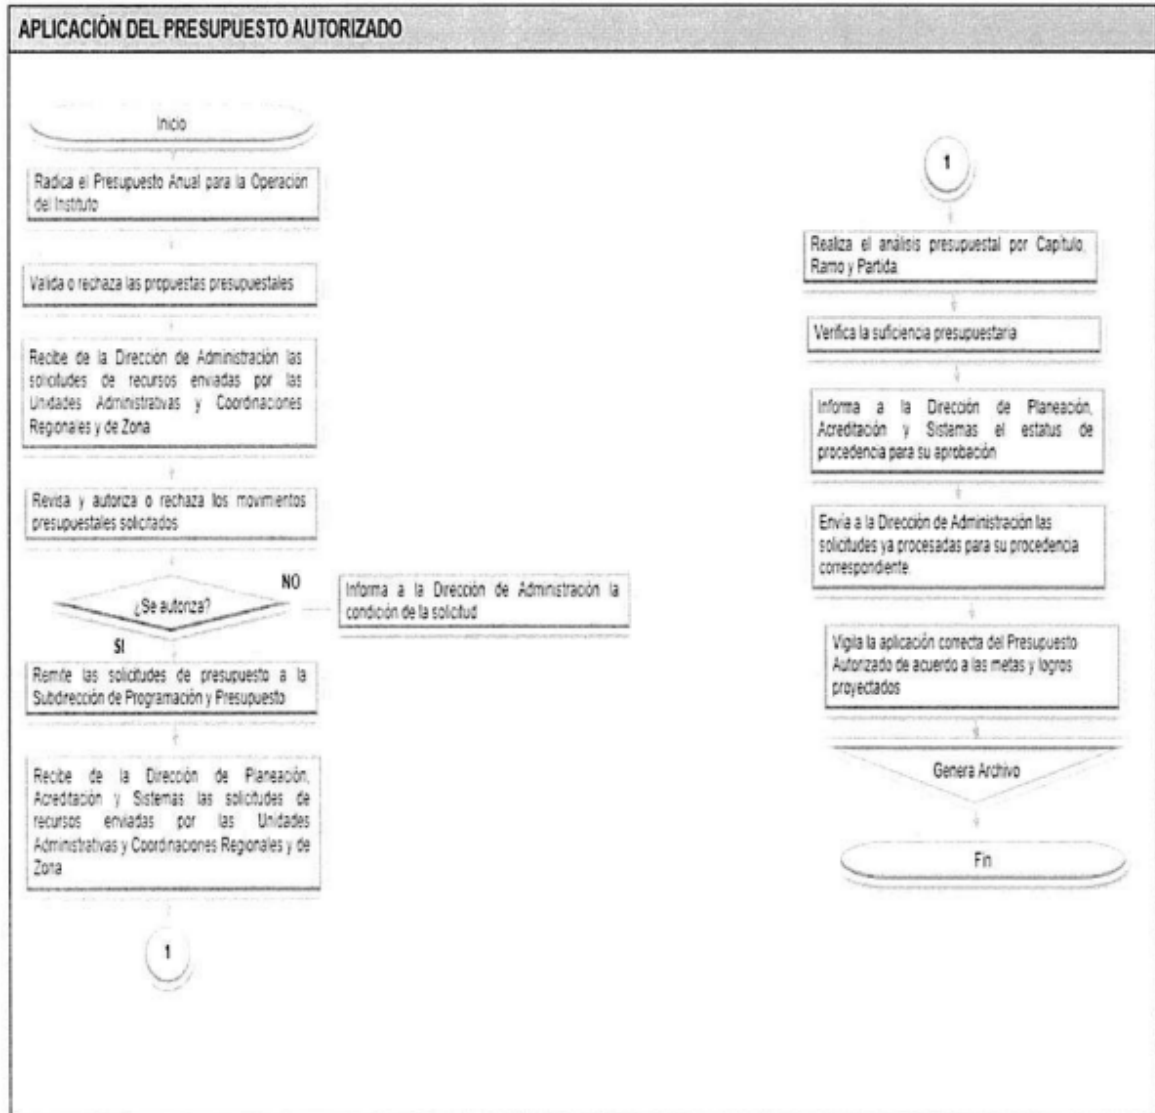 APLICACIÓN DEL PRESUPUESTO AUTORIZADO
Inicio
Radica el Presupuesto Anual para la Operación
del Instituto
Valida o rechaza las propuestas presupuestales
Recibe de la Dirección de Administración las
solicitudes de recursos enviadas por las
Unidades Administrativas y Coordinaciones
Regionales y de Zona
Revisa y autoriza o rechaza los movimientos
presupuestales solicitados
¿Se autoriza?
NO
Informa a la Dirección de Administración la
condición de la solicitud
SI
Remite las solicitudes de presupuesto a la
Subdirección de Programación y Presupuesto
Recibe de la Dirección de Planeación,
Acreditación y Sistemas las solicitudes de
recursos enviadas por las Unidades
Administrativas y Coordinaciones Regionales y de
Zona
1
1
Realiza el análisis presupuestal por Capítulo,
Ramo y Partida
Verifica la suficiencia presupuestaria
Informa a la Dirección de Planeación,
Acreditación y Sistemas el estatus de
procedencia para su aprobación
Envía a la Dirección de Administración las
solicitudes ya procesadas para su procedencia
correspondiente.
Vigila la aplicación correcta del Presupuesto
Autorizado de acuerdo a las metas y logros
proyectados
Genera Archivo
Fin